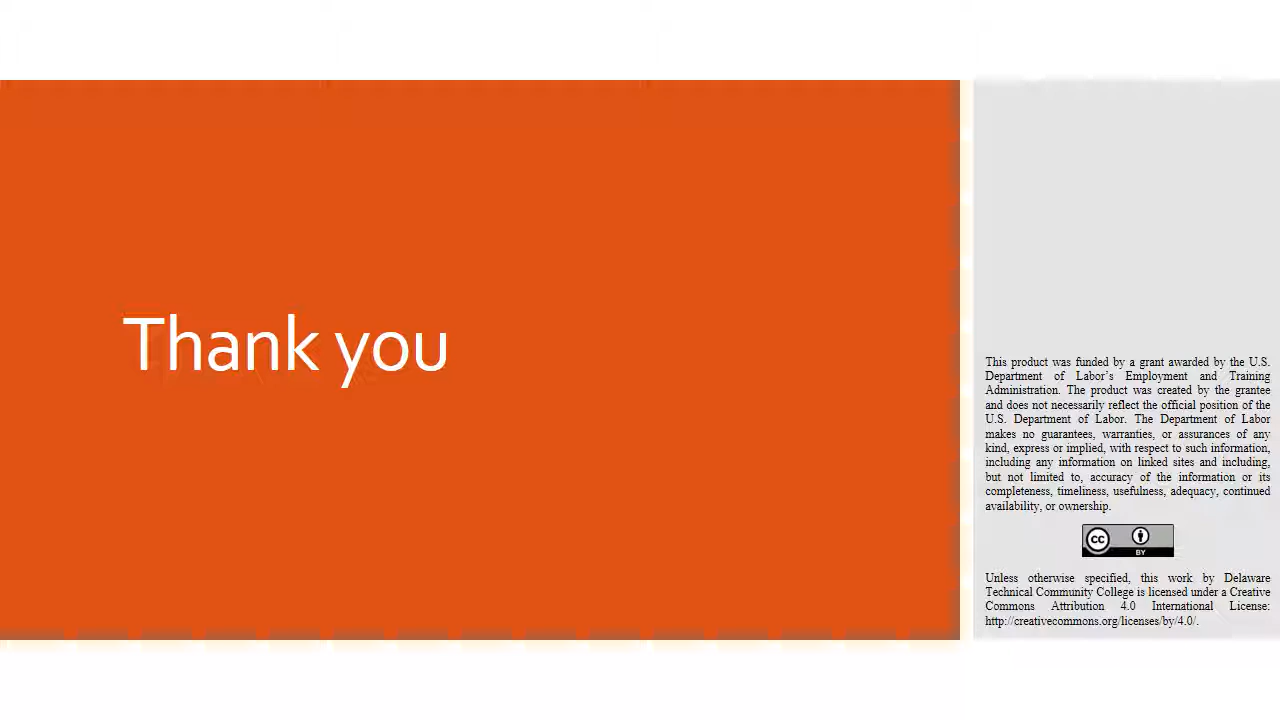 Thank you
This product was funded by a grant awarded by the U.S.
Department of Labor's Employment and Training
Administration. The product was created by the grantee
and does not necessarily reflect the official position of the
U.S. Department of Labor. The Department of Labor
makes no guarantees, warranties, or assurances of any
kind, express or implied, with respect to such information,
including any information on linked sites and including,
but not limited to, accuracy of the information or its
completeness, timeliness, usefulness, adequacy, continued
availability, or ownership.
cc
BY
Unless otherwise specified, this work by Delaware
Technical Community College is licensed under a Creative
Commons Attribution 4.0 International License:
http://creativecommons.org/licenses/by/4.0/.